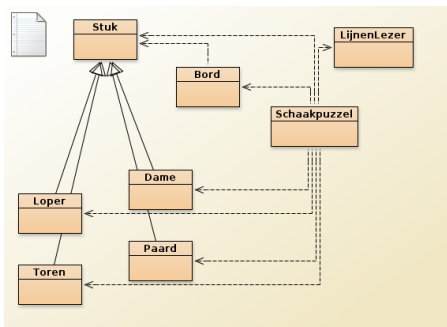 Stuk
LijnenLezer
Bord
Schaakpuzzel
Dame
Loper
Paard
Toren